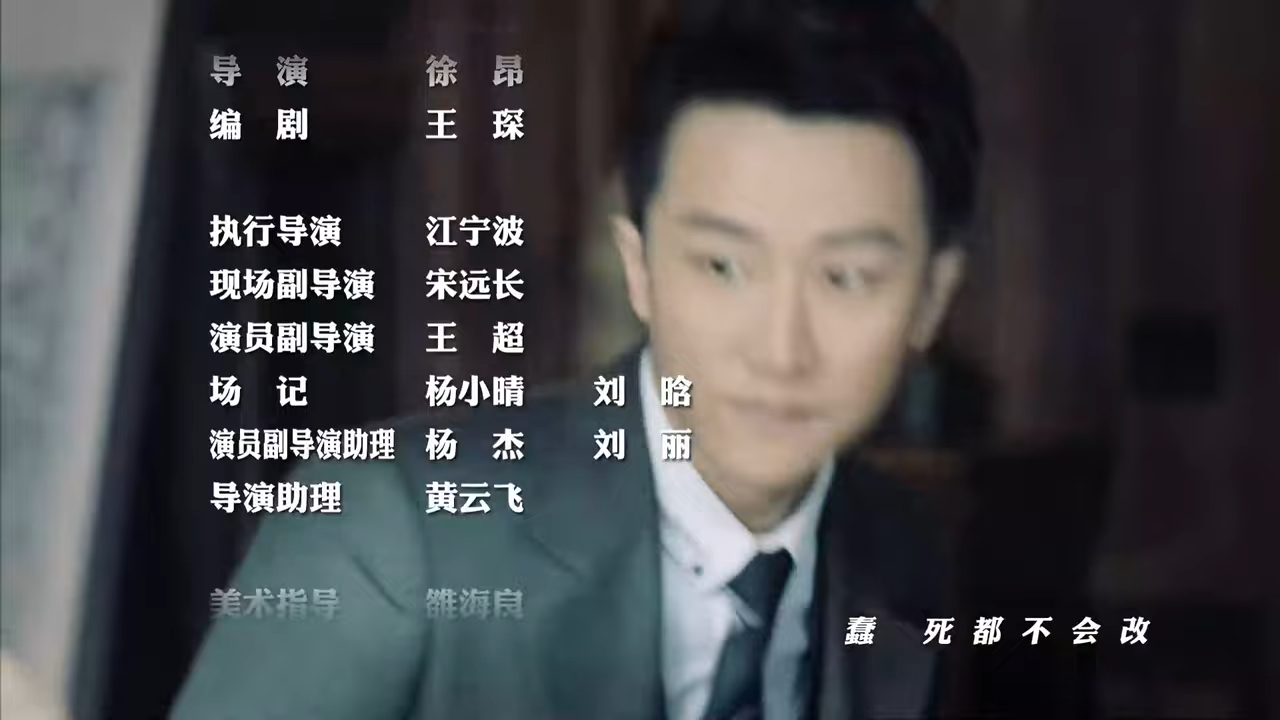 导 演 徐 昂
编 剧 王 琛
执行导演 江宁波
现场副导演 宋远长
演员副导演 王 超
场 记 杨小晴 刘 晗
演员副导演助理 杨 杰 刘 丽
导演助理 黄云飞
美术指导 雒海良
蠢 死都不会改